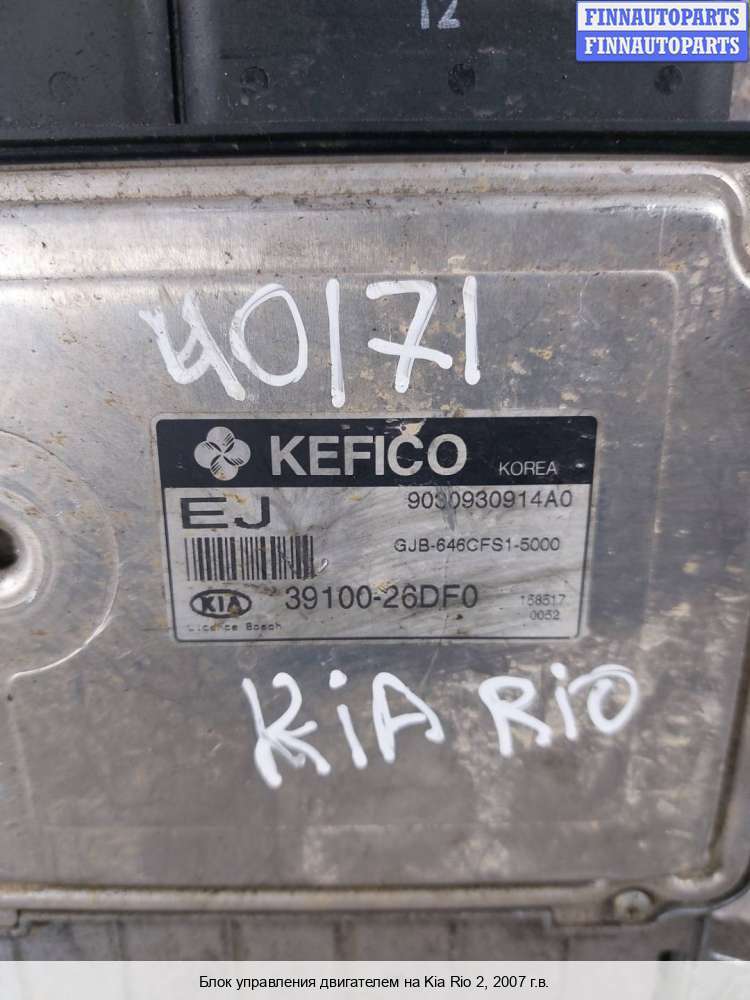 12
FINNAUTOPARTS
FINNAUTOPARTS
40171
KEFICO KOREA
EJ 9030930914A0
GJB-646CFS1-5000
KIA 39100-26DF0 158517
Licence Bosch 0052
KiA RiO
Блок управления двигателем на Kia Rio 2, 2007 г.в.